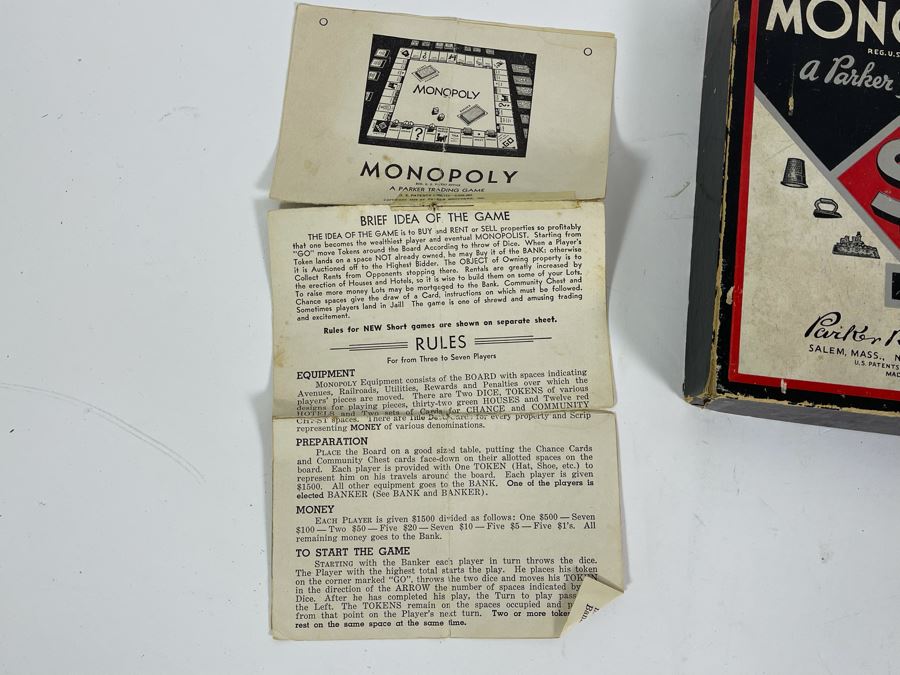 MONOPOLY
MONOPOLY
A PARKER TRADING GAME
BRIEF IDEA OF THE GAME
THE IDEA OF THE GAME is to BUY and RENT or SELL properties so profitably
that one becomes the wealthiest player and eventual MONOPOLIST. Starting from
"GO" move Tokens around the Board According to throw of Dice. When a Player's
Token lands on a space NOT already owned, he may Buy it of the BANK: otherwise
it is Auctioned off to the Highest Bidder. The OBJECT of Owning property is to
Collect Rents from Opponents stopping there. Rentals are greatly increased by
the erection of Houses and Hotels, so it is wise to build them on some of your Lots.
To raise more money Lots may be mortgaged to the Bank. Community Chest and
Chance spaces give the draw of a Card, instructions on which must be followed.
Sometimes players land in Jail! The game is one of shrewd and amusing trading
and excitement.
Rules for NEW Short games are shown on separate sheet.
RULES
For from Three to Seven Players
EQUIPMENT
MONOPOLY Equipment consists of the BOARD with spaces indicating
Avenues, Railroads, Utilities, Rewards and Penalties over which the
players' pieces are moved. There are Two DICE, TOKENS of various
designs for playing pieces, thirty-two green HOUSES and Twelve red
HOTELS and Two sets of Cards for CHANCE and COMMUNITY
CHEST spaces. There are Title Deed Cards for every property and Scrip
representing MONEY of various denominations.
PREPARATION
PLACE the Board on a good sized table, putting the Chance Cards
and Community Chest cards face-down on their allotted spaces on the
board. Each player is provided with One TOKEN (Hat, Shoe, etc.) to
represent him on his travels around the board. Each player is given
$1500. All other equipment goes to the BANK. One of the players is
elected BANKER (See BANK and BANKER).
MONEY
EACH PLAYER is given $1500 divided as follows: One $500 — Seven
$100 — Two $50 — Five $20 — Seven $10 — Five $5 — Five $1's. All
remaining money goes to the Bank.
TO START THE GAME
STARTING with the Banker each player in turn throws the dice.
The Player with the highest total starts the play. He places his token
on the corner marked "GO", throws the two dice and moves his TOKEN
in the direction of the ARROW the number of spaces indicated by
Dice. After he has completed his play, the Turn to play pass
the Left. The TOKENS remain on the spaces occupied and p
from that point on the Player's next turn. Two or more token
rest on the same space at the same time.
MONO
REG. U.S
a Parker
Parker
SALEM, MASS., N
U.S. PATENTS
MAD